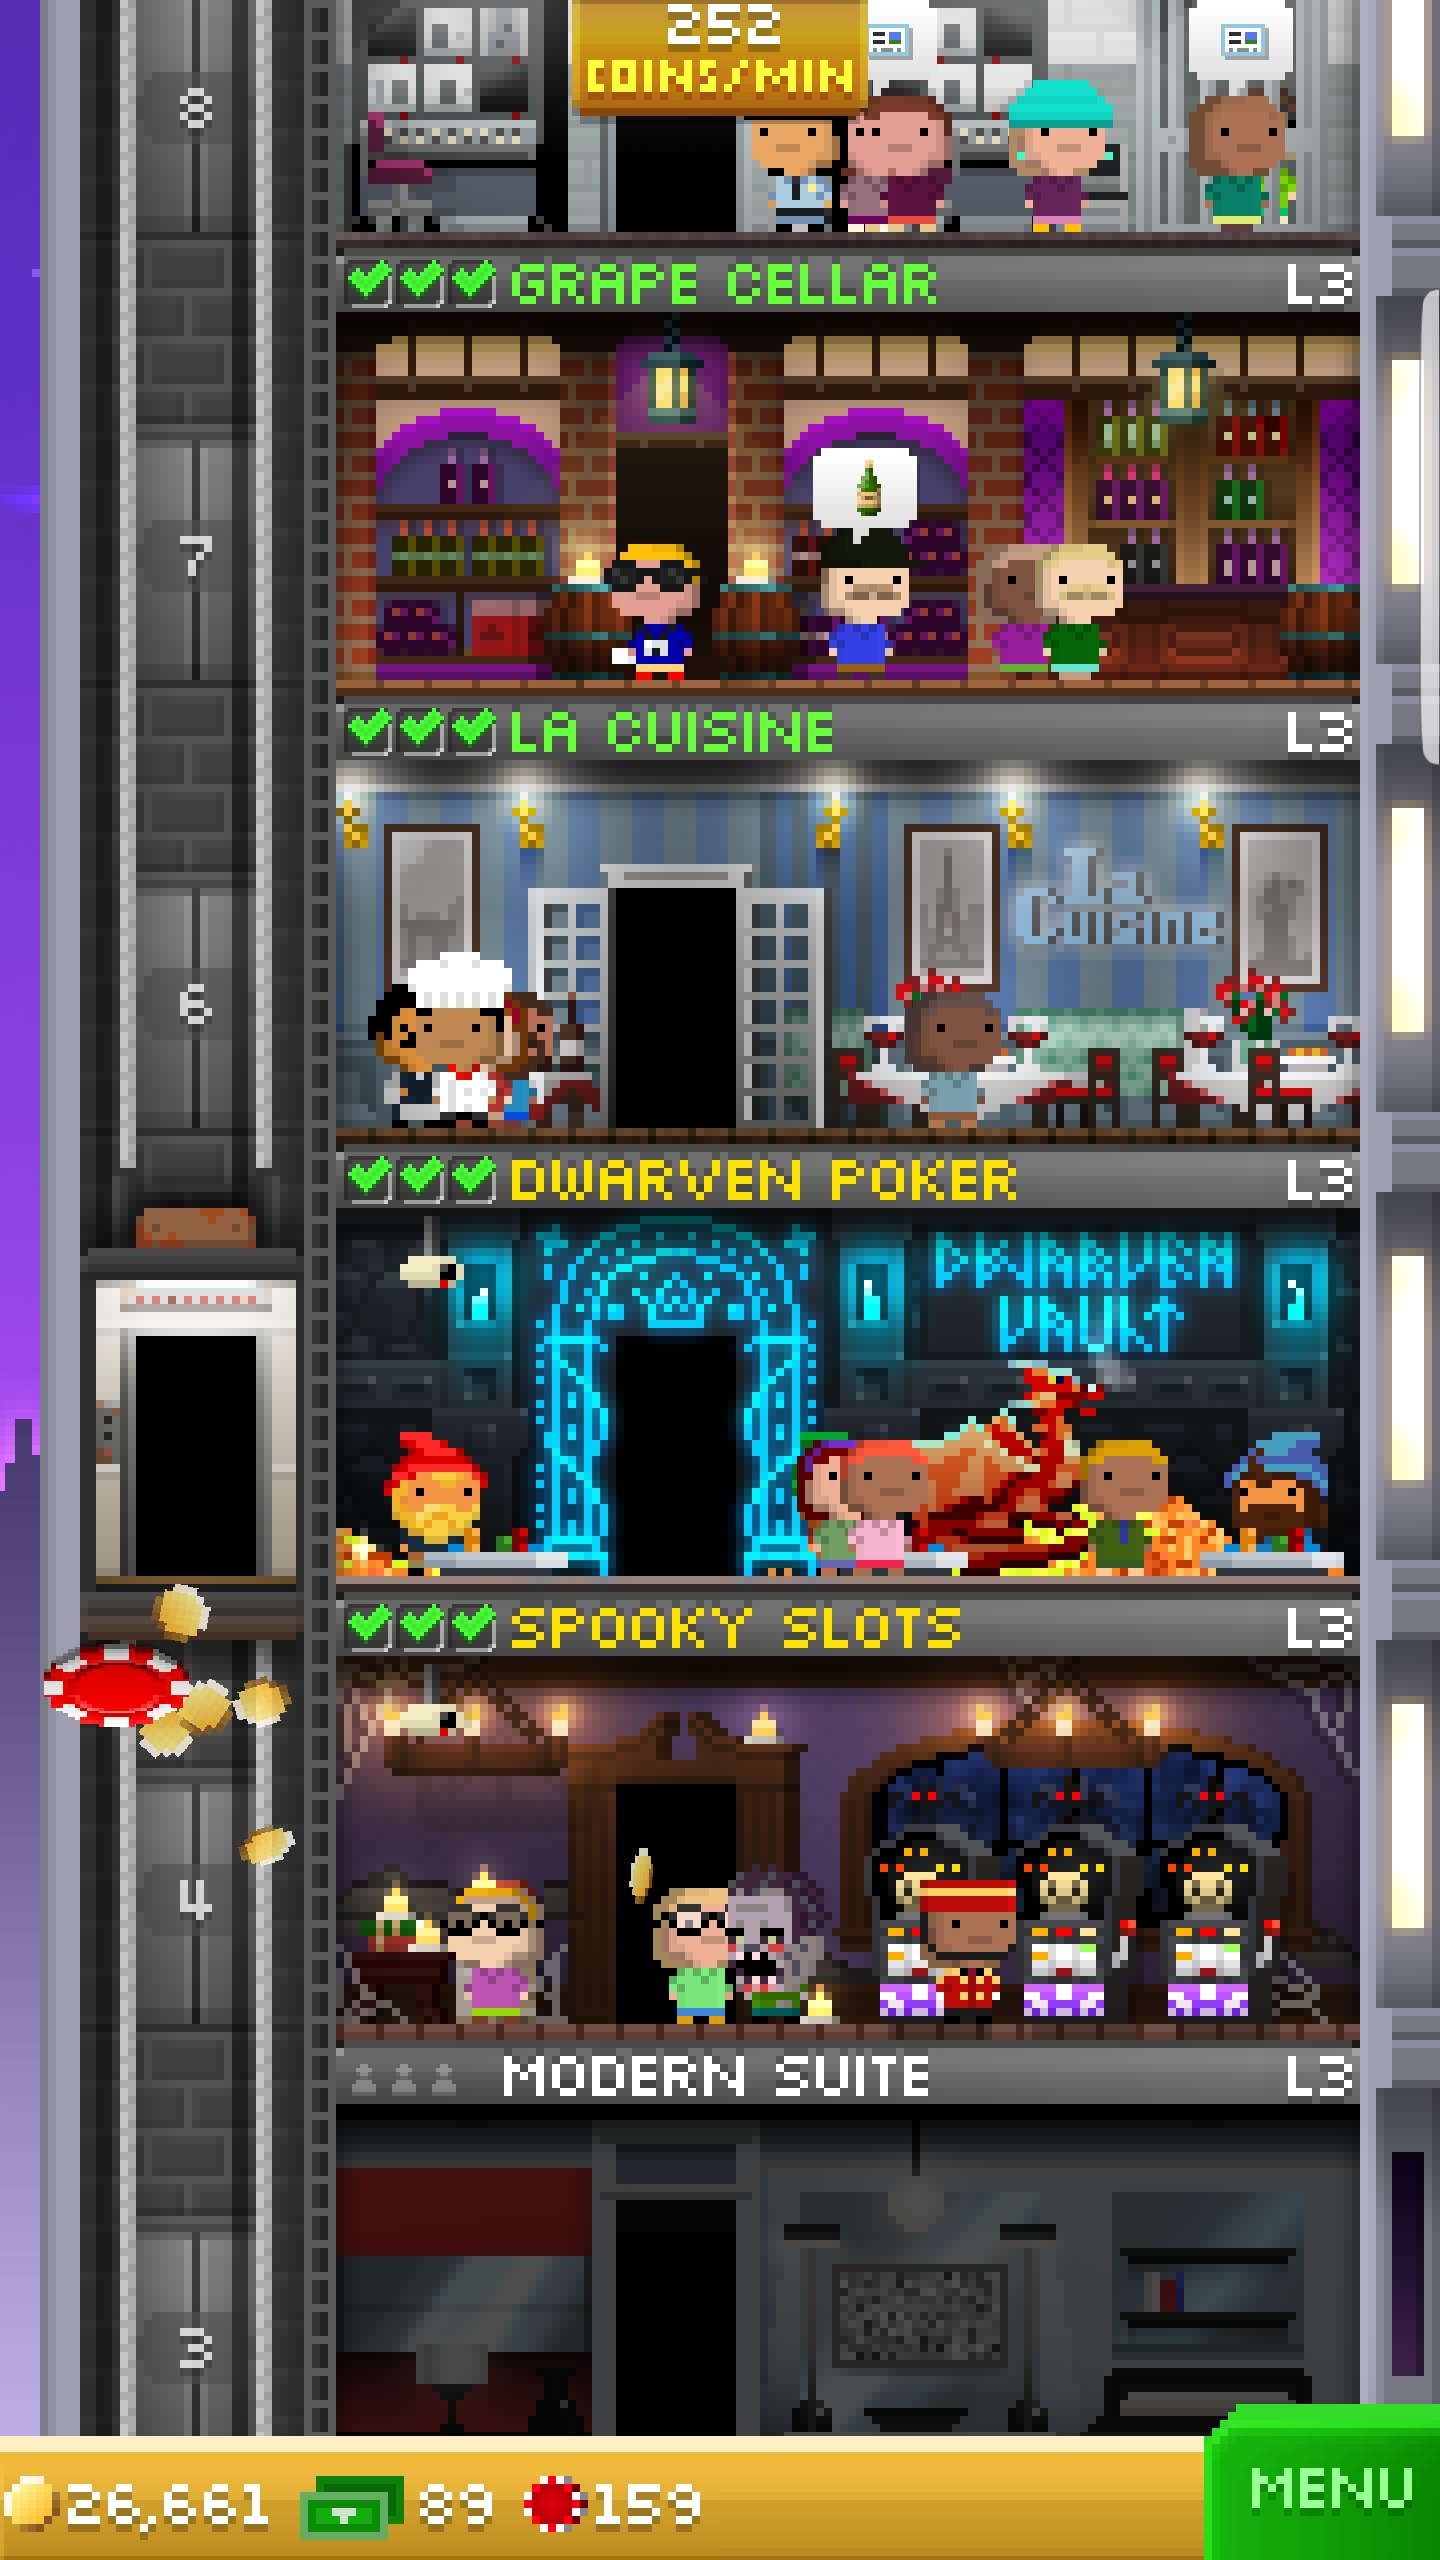 252
COINS/MIN
8
GRAPE CELLAR L3
7
LA CUISINE L3
La
Cuisine
6
DWARVEN POKER L3
DWARVEN
VAULT
SPOOKY SLOTS L3
4
MODERN SUITE L3
3
26,661 89 159
MENU